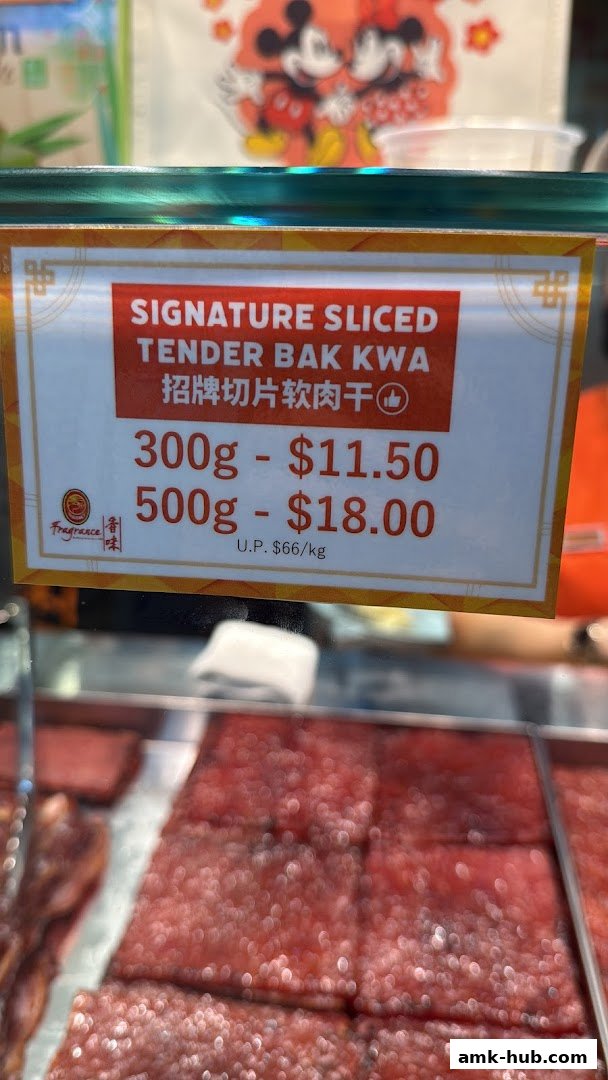 SIGNATURE SLICED
TENDER BAK KWA
招牌切片软肉干
300g - $11.50
500g - $18.00
U.P. $66/kg
Fragrance
香味
amk-hub.com